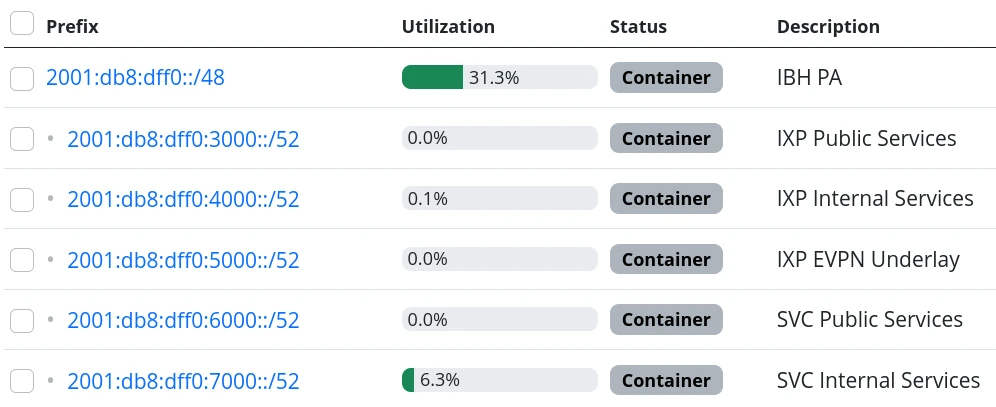 Prefix Utilization Status Description
2001:db8:dff0::/48 31.3% Container IBH PA
• 2001:db8:dff0:3000::/52 0.0% Container IXP Public Services
• 2001:db8:dff0:4000::/52 0.1% Container IXP Internal Services
• 2001:db8:dff0:5000::/52 0.0% Container IXP EVPN Underlay
• 2001:db8:dff0:6000::/52 0.0% Container SVC Public Services
• 2001:db8:dff0:7000::/52 6.3% Container SVC Internal Services